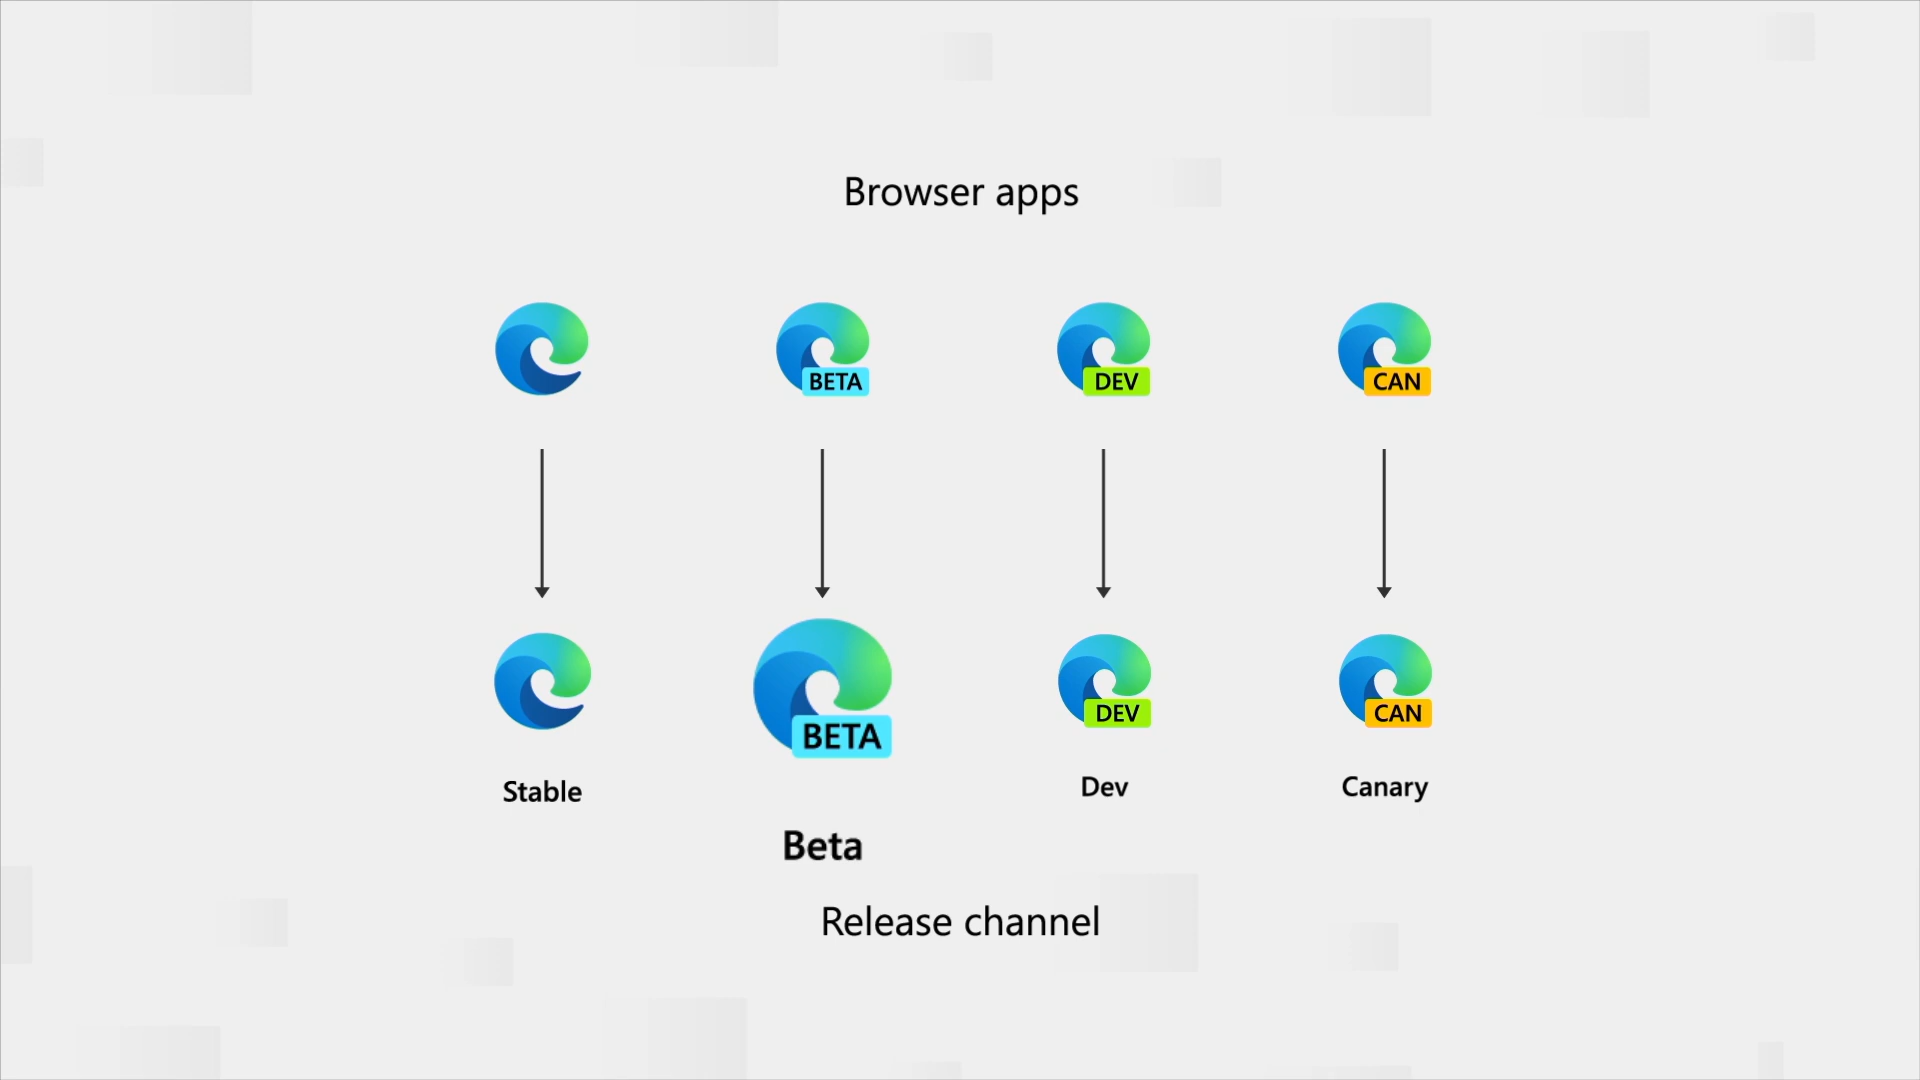 Browser apps
BETA
DEV
CAN
BETA
DEV
CAN
Stable
Beta
Dev
Canary
Release channel